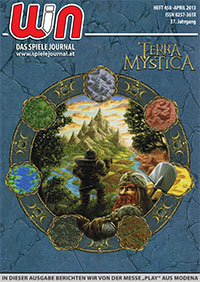 WIN
DAS SPIELE JOURNAL
www.spielejournal.at
HEFT 450 - APRIL 2013
ISSN 0257-361X
37. Jahrgang
TERRA
MYSTICA
IN DIESER AUSGABE BERICHTEN WIR VON DER MESSE „PLAY" AUS MODENA